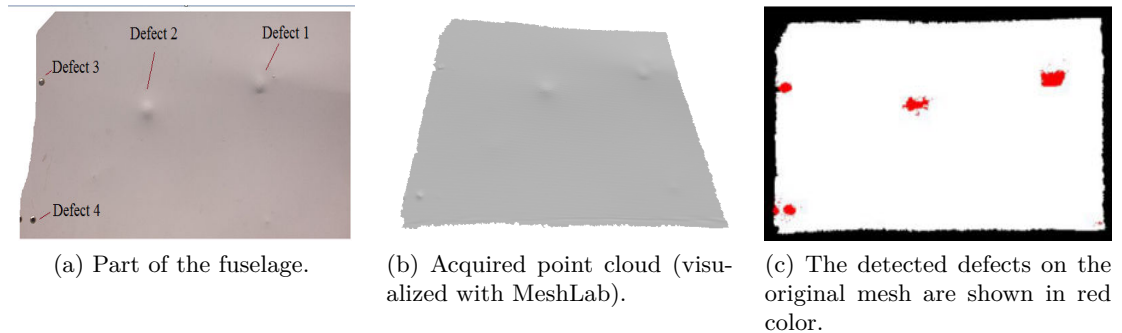 Defect 2
Defect 1
Defect 3
Defect 4
(a) Part of the fuselage.
(b) Acquired point cloud (visu-
alized with MeshLab).
(c) The detected defects on the
original mesh are shown in red
color.